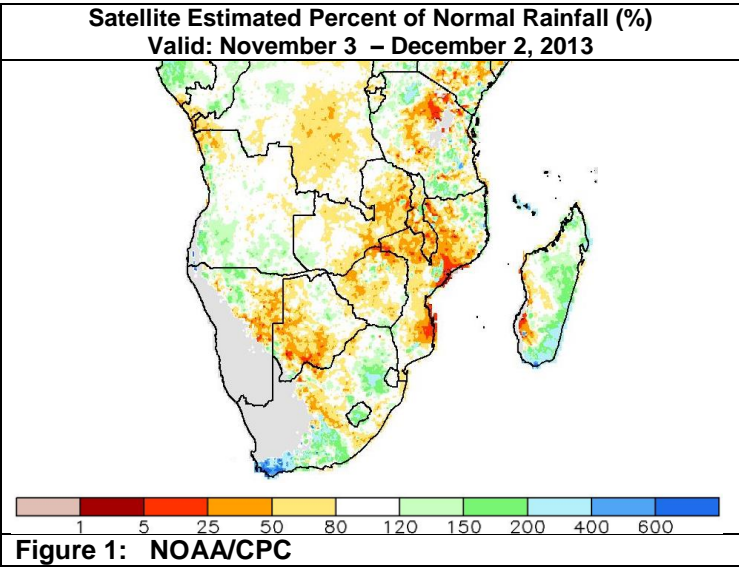 Satellite Estimated Percent of Normal Rainfall (%)
Valid: November 3 – December 2, 2013
1 5 25 50 80 120 150 200 400 600
Figure 1: NOAA/CPC